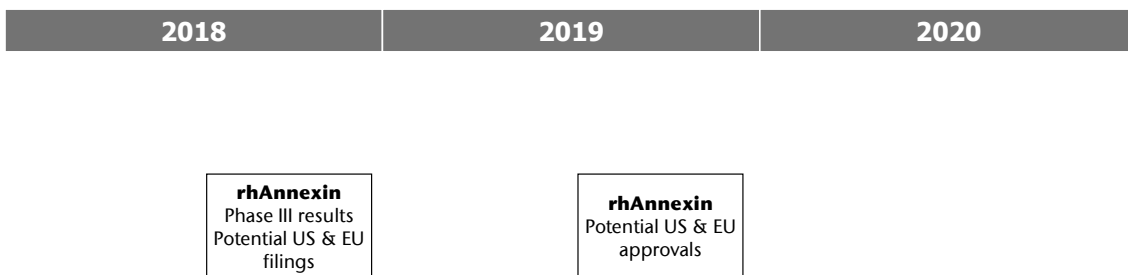 2018 2019 2020
rhAnnexin
Phase III results
Potential US & EU
filings
rhAnnexin
Potential US & EU
approvals